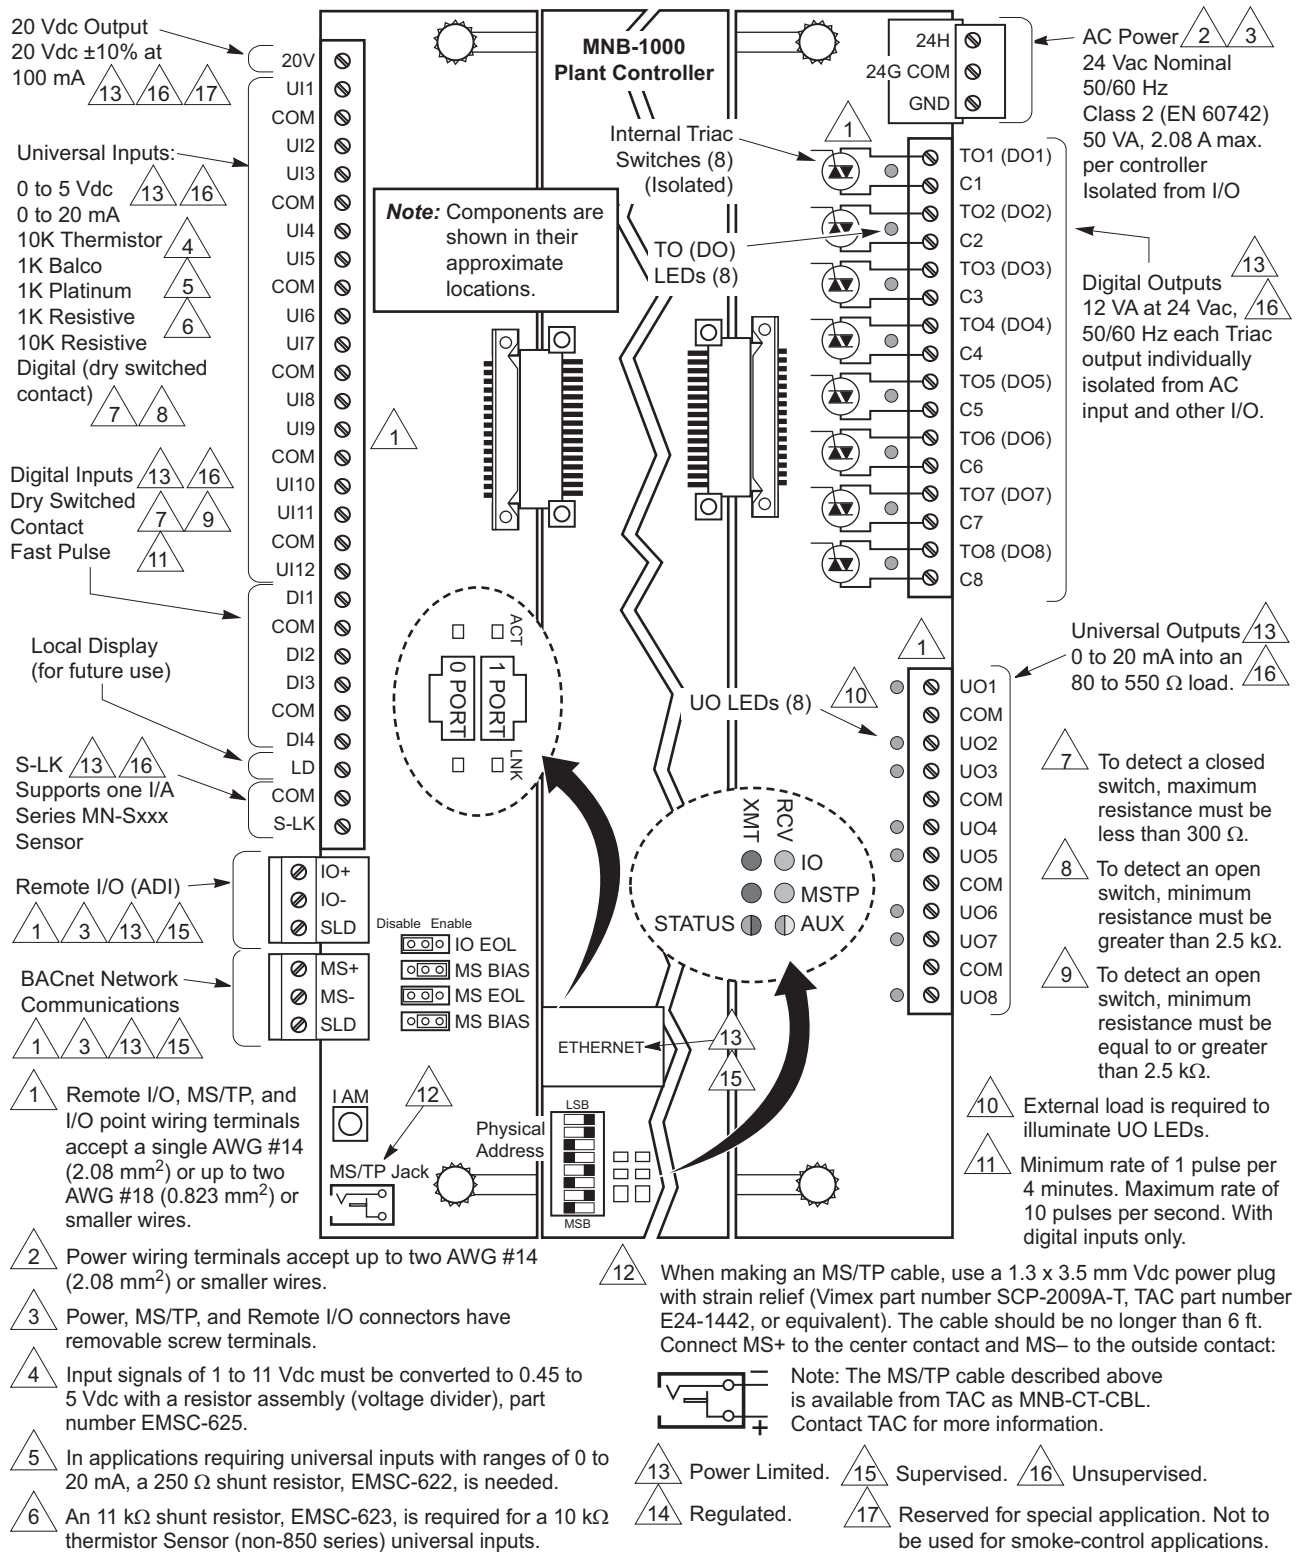 20 Vdc Output
20 Vdc ±10% at
100 mA
13 16 17
Universal Inputs:
0 to 5 Vdc
13 16
0 to 20 mA
10K Thermistor
4
1K Balco
1K Platinum
5
1K Resistive
6
10K Resistive
Digital (dry switched
contact)
7 8
Digital Inputs
13 16
Dry Switched
Contact
7 9
Fast Pulse
11
Local Display
(for future use)
S-LK
13 16
Supports one I/A
Series MN-Sxxx
Sensor
Remote I/O (ADI)
1 3 13 15
BACnet Network
Communications
1 3 13 15
20V
UI1
COM
UI2
UI3
COM
UI4
UI5
COM
UI6
UI7
COM
UI8
UI9
COM
UI10
UI11
COM
UI12
DI1
COM
DI2
DI3
COM
DI4
LD
COM
S-LK
1
IO+
IO-
SLD
MS+
MS-
SLD
Disable Enable
IO EOL
MS BIAS
MS EOL
MS BIAS
I AM
12
MS/TP Jack
MNB-1000
Plant Controller
Note: Components are
shown in their
approximate
locations.
Internal Triac
Switches (8)
(Isolated)
1
TO (DO)
LEDs (8)
ACT
0 PORT
1 PORT
LNK
UO LEDs (8)
10
XMT
RCV
IO
MSTP
STATUS
AUX
ETHERNET
13
15
Physical
Address
LSB
MSB
24H
24G COM
GND
AC Power
2 3
24 Vac Nominal
50/60 Hz
Class 2 (EN 60742)
50 VA, 2.08 A max.
per controller
Isolated from I/O
TO1 (DO1)
C1
TO2 (DO2)
C2
TO3 (DO3)
C3
TO4 (DO4)
C4
TO5 (DO5)
C5
TO6 (DO6)
C6
TO7 (DO7)
C7
TO8 (DO8)
C8
Digital Outputs
13
12 VA at 24 Vac,
16
50/60 Hz each Triac
output individually
isolated from AC
input and other I/O.
1
Universal Outputs
13
0 to 20 mA into an
80 to 550 Ω load.
16
UO1
COM
UO2
UO3
COM
UO4
UO5
COM
UO6
UO7
COM
UO8
7 To detect a closed
switch, maximum
resistance must be
less than 300 Ω.
8 To detect an open
switch, minimum
resistance must be
greater than 2.5 kΩ.
9 To detect an open
switch, minimum
resistance must be
equal to or greater
than 2.5 kΩ.
10 External load is required to
illuminate UO LEDs.
11 Minimum rate of 1 pulse per
4 minutes. Maximum rate of
10 pulses per second. With
digital inputs only.
1 Remote I/O, MS/TP, and
I/O point wiring terminals
accept a single AWG #14
(2.08 mm²) or up to two
AWG #18 (0.823 mm²) or
smaller wires.
2 Power wiring terminals accept up to two AWG #14
(2.08 mm²) or smaller wires.
3 Power, MS/TP, and Remote I/O connectors have
removable screw terminals.
4 Input signals of 1 to 11 Vdc must be converted to 0.45 to
5 Vdc with a resistor assembly (voltage divider), part
number EMSC-625.
5 In applications requiring universal inputs with ranges of 0 to
20 mA, a 250 Ω shunt resistor, EMSC-622, is needed.
6 An 11 kΩ shunt resistor, EMSC-623, is required for a 10 kΩ
thermistor Sensor (non-850 series) universal inputs.
12 When making an MS/TP cable, use a 1.3 x 3.5 mm Vdc power plug
with strain relief (Vimex part number SCP-2009A-T, TAC part number
E24-1442, or equivalent). The cable should be no longer than 6 ft.
Connect MS+ to the center contact and MS– to the outside contact:
– +
Note: The MS/TP cable described above
is available from TAC as MNB-CT-CBL.
Contact TAC for more information.
13 Power Limited. 15 Supervised. 16 Unsupervised.
14 Regulated. 17 Reserved for special application. Not to
be used for smoke-control applications.